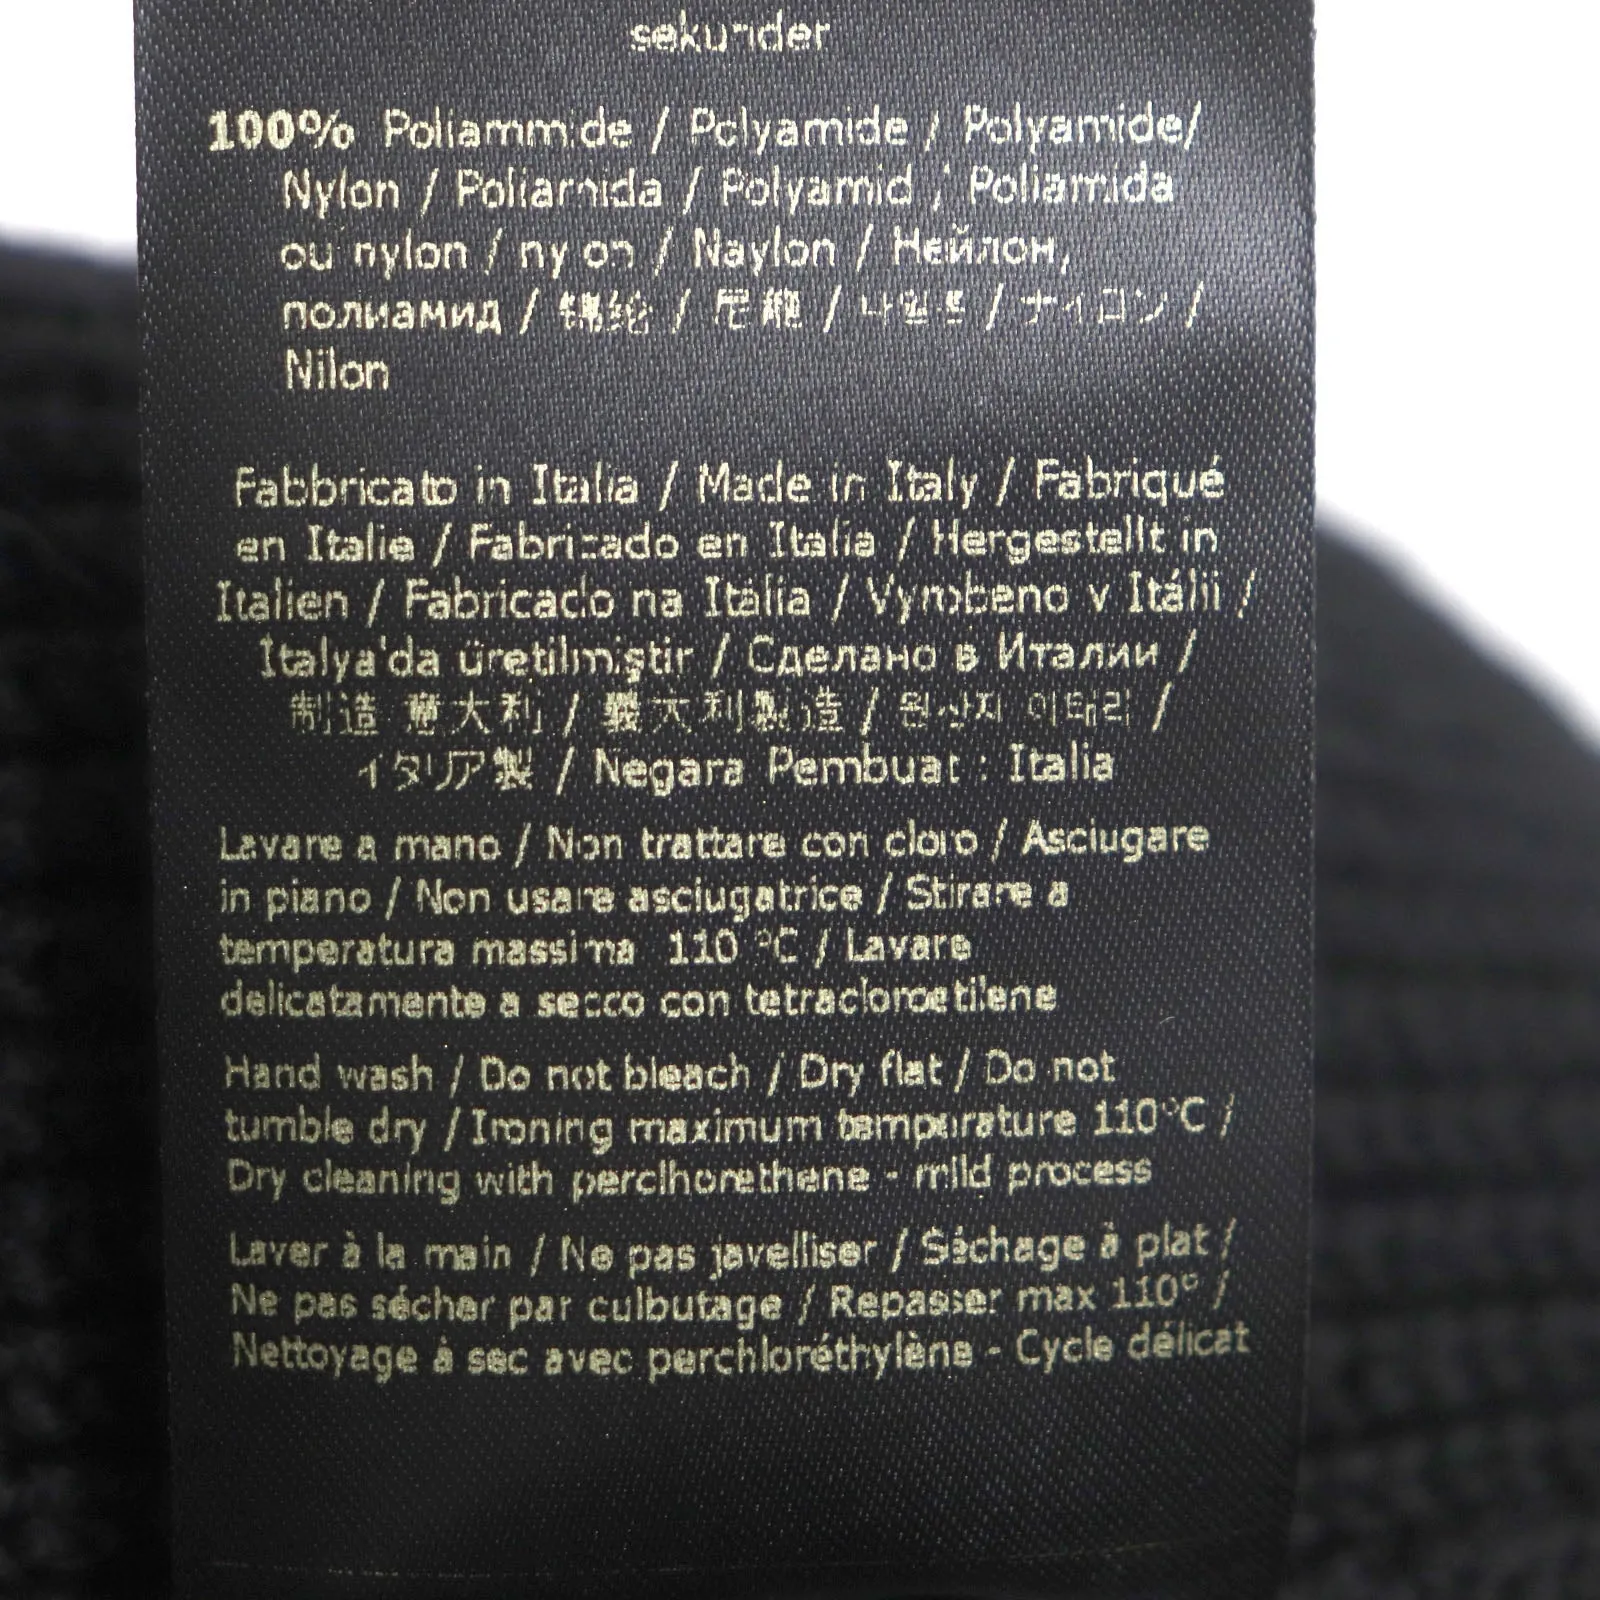 sekunder
100% Poliammide / Polyamide / Polyamide/
Nylon / Poliamida / Polyamid / Poliamida
ou nylon / nylon / Naylon / Нейлон,
полиамид / 锦纶 / 尼龍 / 나일론 / ナイロン /
Nilon
Fabbricato in Italia / Made in Italy / Fabriqué
en Italie / Fabricado en Italia / Hergestellt in
Italien / Fabricado na Itália / Vyrobeno v Itálii /
Italya'da üretilmiştir / Сделано в Италии /
制造 意大利 / 義大利製造 / 원산지 이태리 /
イタリア製 / Negara Pembuat : Italia
Lavare a mano / Non trattare con cloro / Asciugare
in piano / Non usare asciugatrice / Stirare a
temperatura massima 110 °C / Lavare
delicatamente a secco con tetracloroetilene
Hand wash / Do not bleach / Dry flat / Do not
tumble dry / Ironing maximum tempurature 110°C /
Dry cleaning with perclhorethene - mild process
Laver à la main / Ne pas javelliser / Séchage à plat /
Ne pas sécher par culbutage / Repasser max 110° /
Nettoyage à sec avec perchloréthylène - Cycle délicat